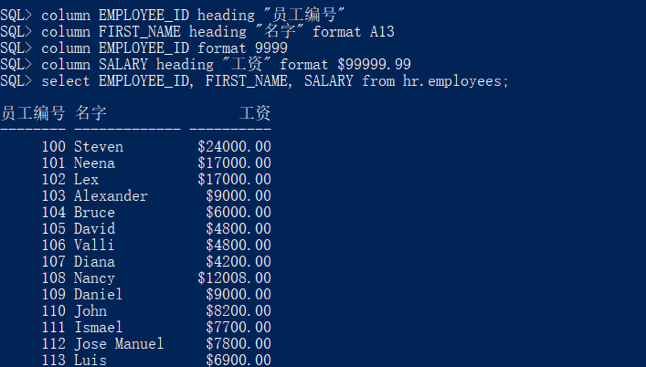 SQL> column EMPLOYEE_ID heading "员工编号"
SQL> column FIRST_NAME heading "名字" format A13
SQL> column EMPLOYEE_ID format 9999
SQL> column SALARY heading "工资" format $99999.99
SQL> select EMPLOYEE_ID, FIRST_NAME, SALARY from hr.employees;
员工编号 名字                工资
-------- ------------- ----------
     100 Steven         $24000.00
     101 Neena          $17000.00
     102 Lex            $17000.00
     103 Alexander       $9000.00
     104 Bruce           $6000.00
     105 David           $4800.00
     106 Valli           $4800.00
     107 Diana           $4200.00
     108 Nancy          $12008.00
     109 Daniel          $9000.00
     110 John            $8200.00
     111 Ismael          $7700.00
     112 Jose Manuel     $7800.00
     113 Luis            $6900.00